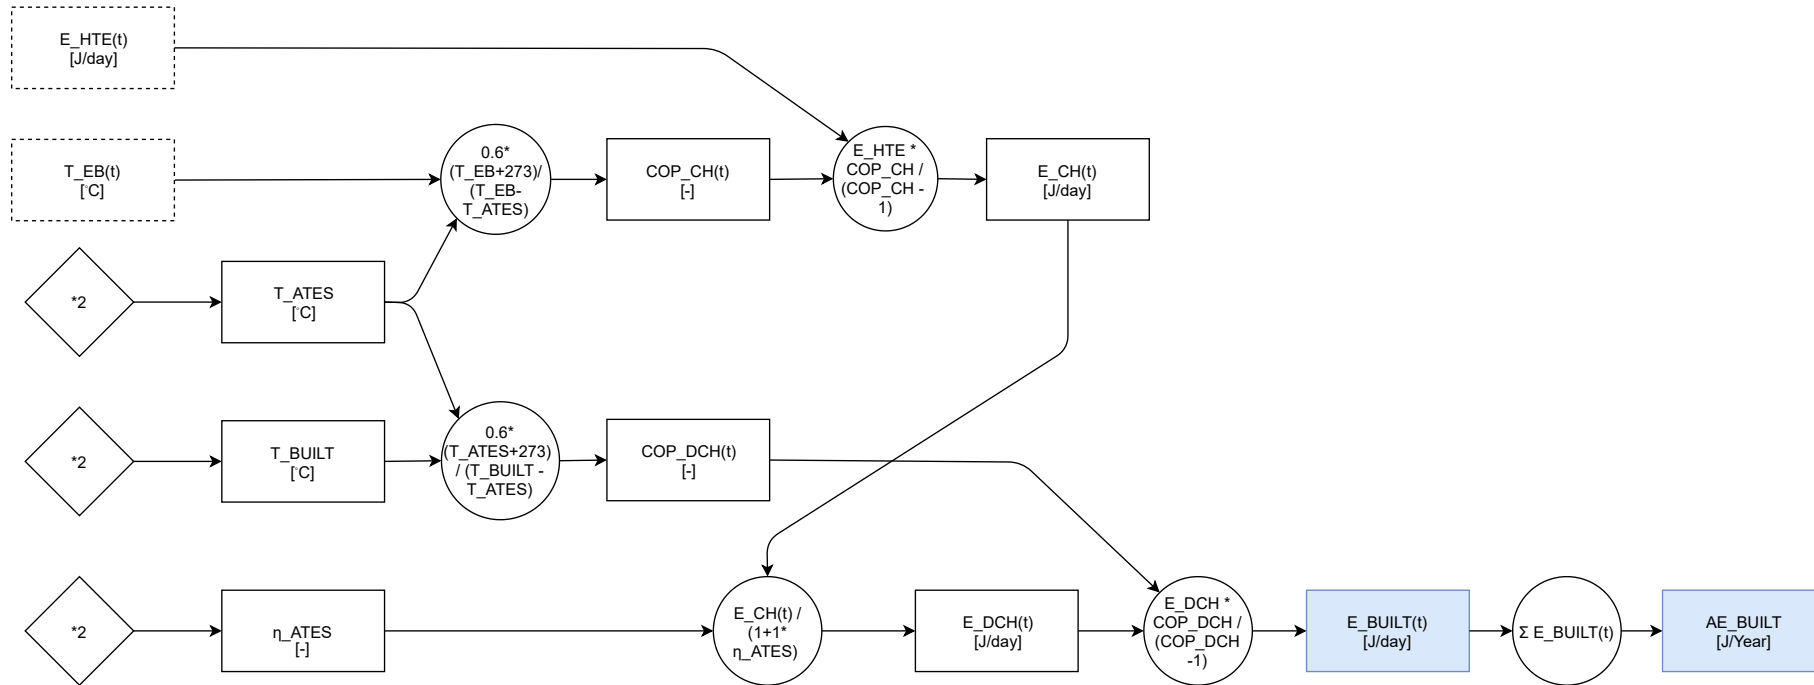 E_HTE(t)
[J/day]
T_EB(t)
[°C]
0.6*
(T_EB+273)/
(T_EB-
T_ATES)
COP_CH(t)
[-]
E_HTE *
COP_CH /
(COP_CH -
1)
E_CH(t)
[J/day]
*2
T_ATES
[°C]
*2
T_BUILT
[°C]
0.6*
(T_ATES+273)
/ (T_BUILT -
T_ATES)
COP_DCH(t)
[-]
*2
η_ATES
[-]
E_CH(t) /
(1+1*
η_ATES)
E_DCH(t)
[J/day]
E_DCH *
COP_DCH /
(COP_DCH
-1)
E_BUILT(t)
[J/day]
Σ E_BUILT(t)
AE_BUILT
[J/Year]